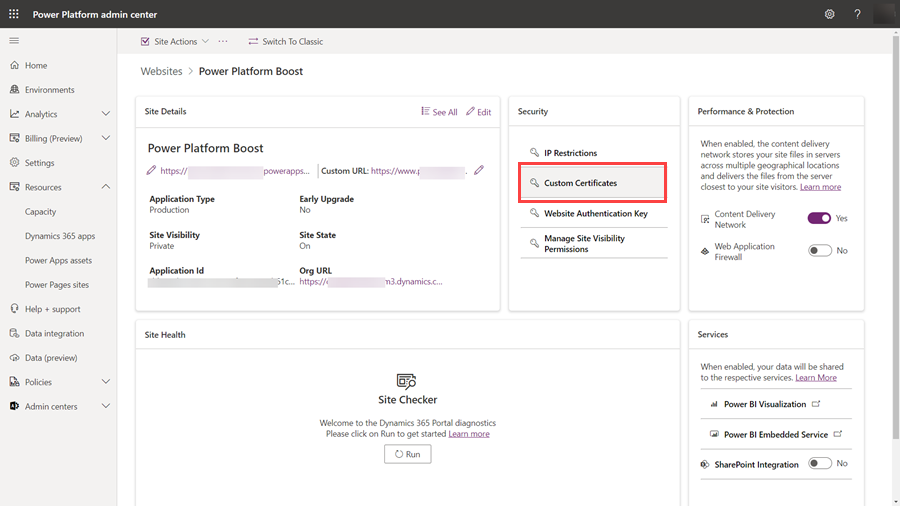 Power Platform admin center
?
Site Actions
···
Switch To Classic
Home
Environments
Analytics
Billing (Preview)
Settings
Resources
Capacity
Dynamics 365 apps
Power Apps assets
Power Pages sites
Help + support
Data integration
Data (preview)
Policies
Admin centers
Websites > Power Platform Boost
Site Details
See All
Edit
Power Platform Boost
https:// powerapps...
Custom URL: https://www.p .
Application Type
Production
Early Upgrade
No
Site Visibility
Private
Site State
On
Application Id
51c...
Org URL
https:// m3.dynamics.c...
Security
IP Restrictions
Custom Certificates
Website Authentication Key
Manage Site Visibility
Permissions
Performance & Protection
When enabled, the content delivery
network stores your site files in servers
across multiple geographical locations
and delivers the files from the server
closest to your site visitors. Learn more
Content Delivery
Network
Yes
Web Application
Firewall
No
Site Health
Site Checker
Welcome to the Dynamics 365 Portal diagnostics
Please click on Run to get started Learn more
Run
Services
When enabled, your data will be shared
to the respective services. Learn More
Power BI Visualization
Power BI Embedded Service
SharePoint Integration
No